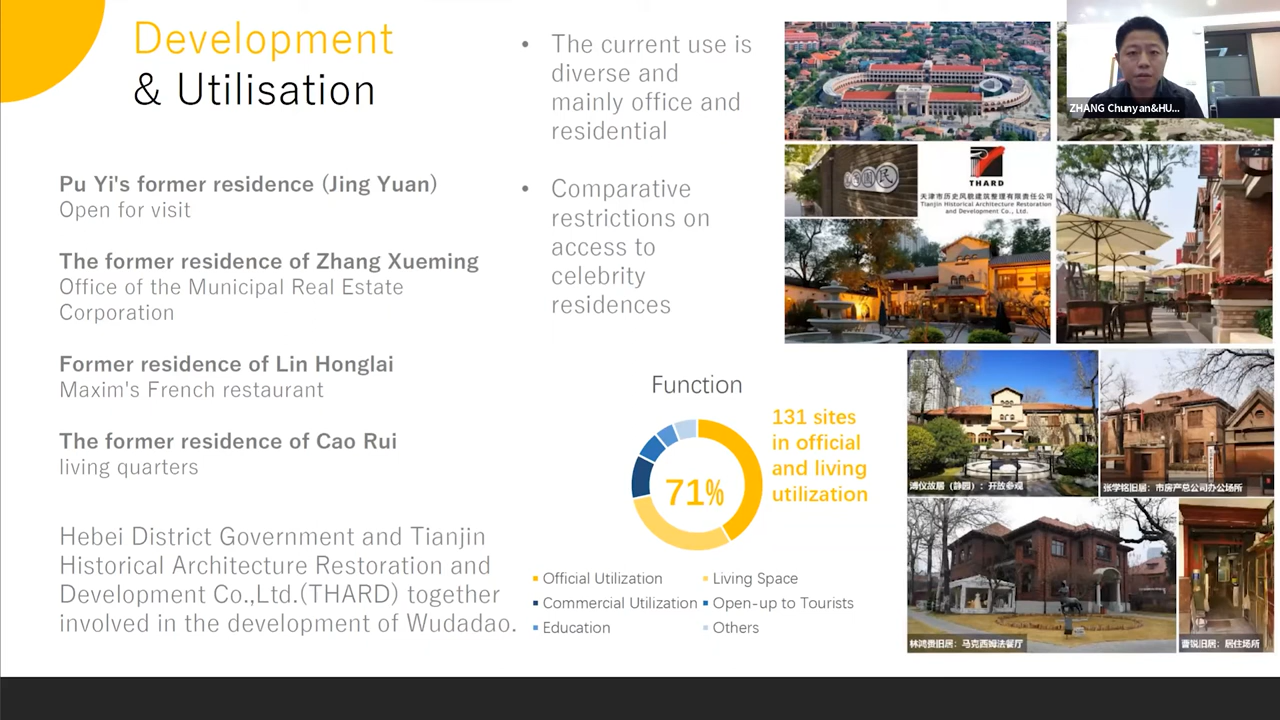 Development
& Utilisation
Pu Yi's former residence (Jing Yuan)
Open for visit
The former residence of Zhang Xueming
Office of the Municipal Real Estate
Corporation
Former residence of Lin Honglai
Maxim's French restaurant
The former residence of Cao Rui
living quarters
Hebei District Government and Tianjin
Historical Architecture Restoration and
Development Co.,Ltd.(THARD) together
involved in the development of Wudadao.
• The current use is
diverse and
mainly office and
residential
• Comparative
restrictions on
access to
celebrity
residences
Function
71%
131 sites
in official
and living
utilization
Official Utilization
Living Space
Commercial Utilization
Open-up to Tourists
Education
Others
ZHANG Chunyan&HU...
民园
THARD
天津市历史风貌建筑整理有限责任公司
Tianjin Historical Architecture Restoration
and Development Co., Ltd.
溥仪故居（静园）：开放参观
张学铭旧居：市房产总公司办公场所
林鸿赉旧居：马克西姆法餐厅
曹锐旧居：居住场所